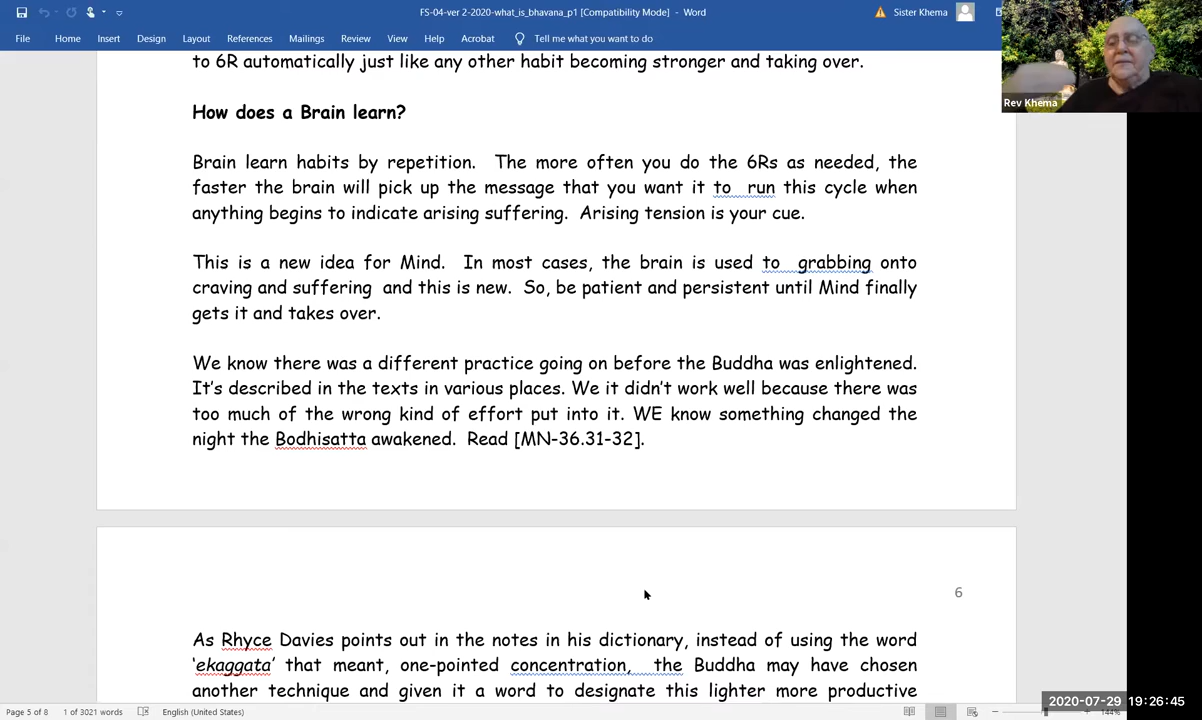 FS-04-ver 2-2020-what_is_bhavana_p1 [Compatibility Mode] - Word
Sister Khema
File Home Insert Design Layout References Mailings Review View Help Acrobat Tell me what you want to do
Rev Khema
to 6R automatically just like any other habit becoming stronger and taking over.
How does a Brain learn?
Brain learn habits by repetition. The more often you do the 6Rs as needed, the
faster the brain will pick up the message that you want it to run this cycle when
anything begins to indicate arising suffering. Arising tension is your cue.
This is a new idea for Mind. In most cases, the brain is used to grabbing onto
craving and suffering and this is new. So, be patient and persistent until Mind finally
gets it and takes over.
We know there was a different practice going on before the Buddha was enlightened.
It's described in the texts in various places. We it didn't work well because there was
too much of the wrong kind of effort put into it. WE know something changed the
night the Bodhisatta awakened. Read [MN-36.31-32].
6
As Rhyce Davies points out in the notes in his dictionary, instead of using the word
'ekaggata' that meant, one-pointed concentration, the Buddha may have chosen
another technique and given it a word to designate this lighter more productive
2020-07-29 19:26:45
Page 5 of 8 1 of 3021 words English (United States) 144%